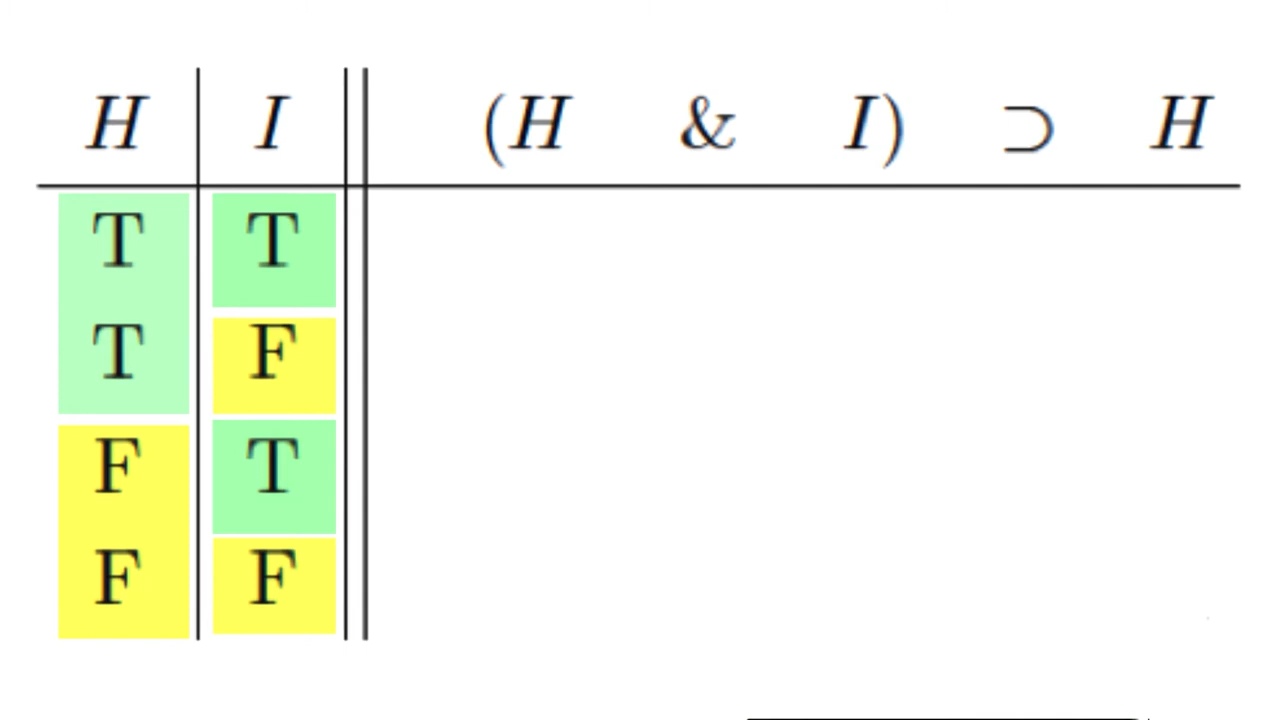 H I (H & I) ⊃ H
T T
T F
F T
F F